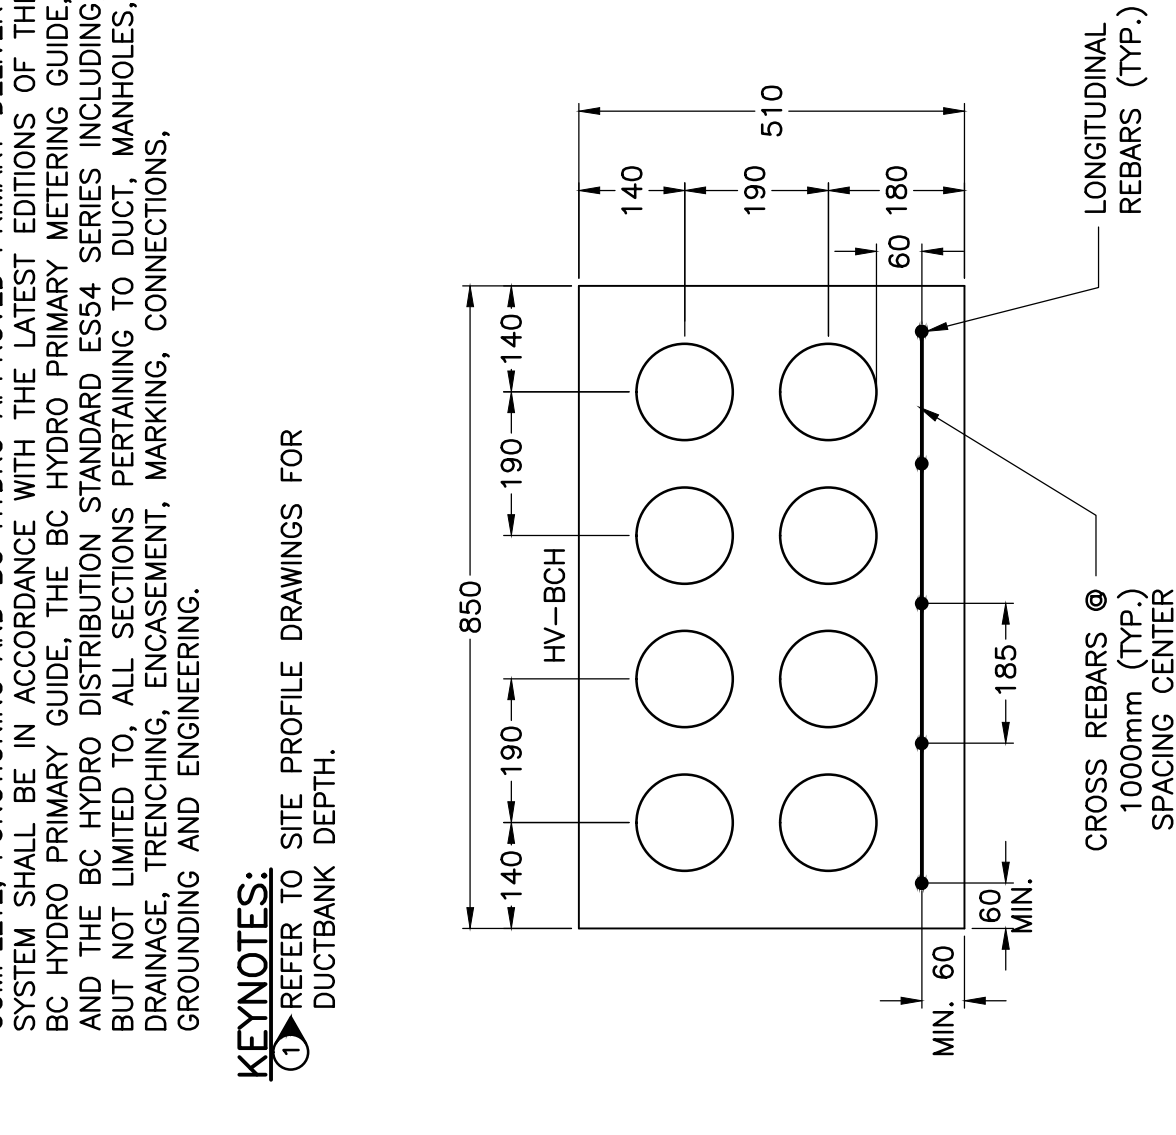 SYSTEM SHALL BE IN ACCORDANCE WITH THE LATEST EDITIONS OF THE
BC HYDRO PRIMARY GUIDE, THE BC HYDRO PRIMARY METERING GUIDE,
AND THE BC HYDRO DISTRIBUTION STANDARD ES54 SERIES INCLUDING
BUT NOT LIMITED TO, ALL SECTIONS PERTAINING TO DUCT, MANHOLES,
DRAINAGE, TRENCHING, ENCASEMENT, MARKING, CONNECTIONS,
GROUNDING AND ENGINEERING.
KEYNOTES:
1 REFER TO SITE PROFILE DRAWINGS FOR
DUCTBANK DEPTH.
850
140 190 190 140
HV-BCH
140
190
180
510
60
MIN. 60
60
MIN.
185
CROSS REBARS @
1000mm (TYP.)
SPACING CENTER
LONGITUDINAL
REBARS (TYP.)